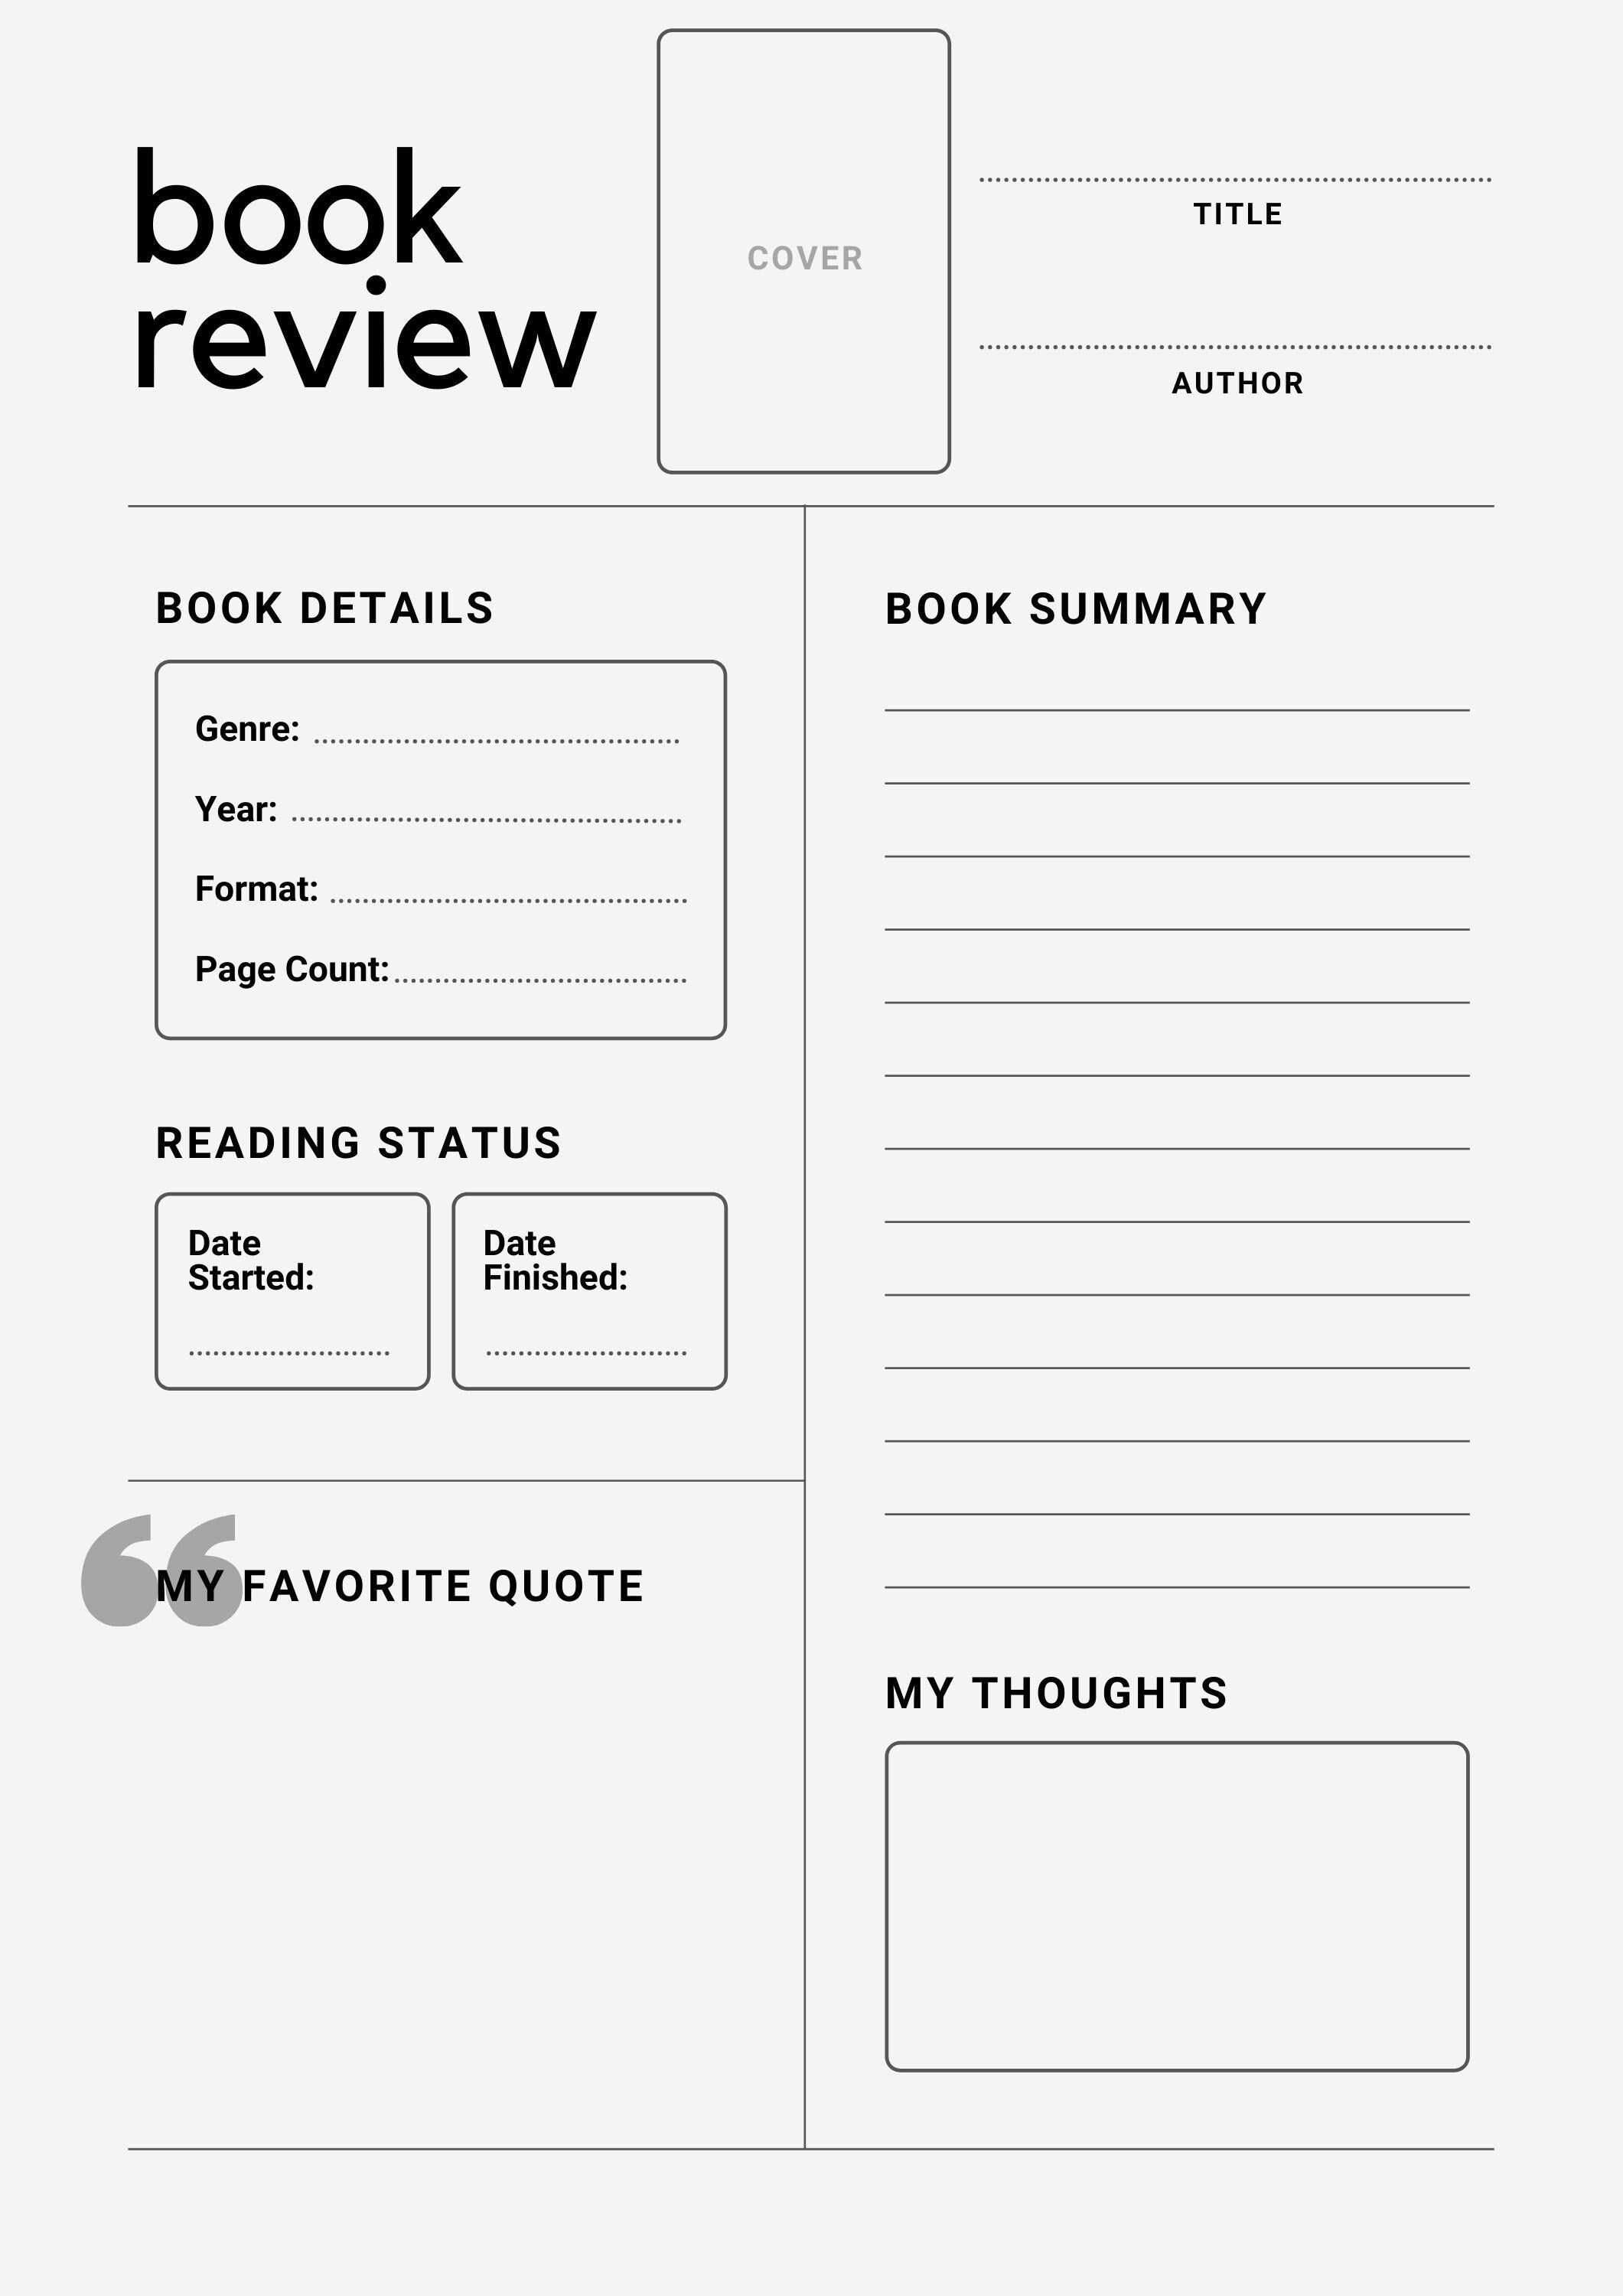 book
review
COVER
TITLE
AUTHOR
BOOK DETAILS
Genre:
Year:
Format:
Page Count:
READING STATUS
Date
Started:
Date
Finished:
MY FAVORITE QUOTE
BOOK SUMMARY
MY THOUGHTS